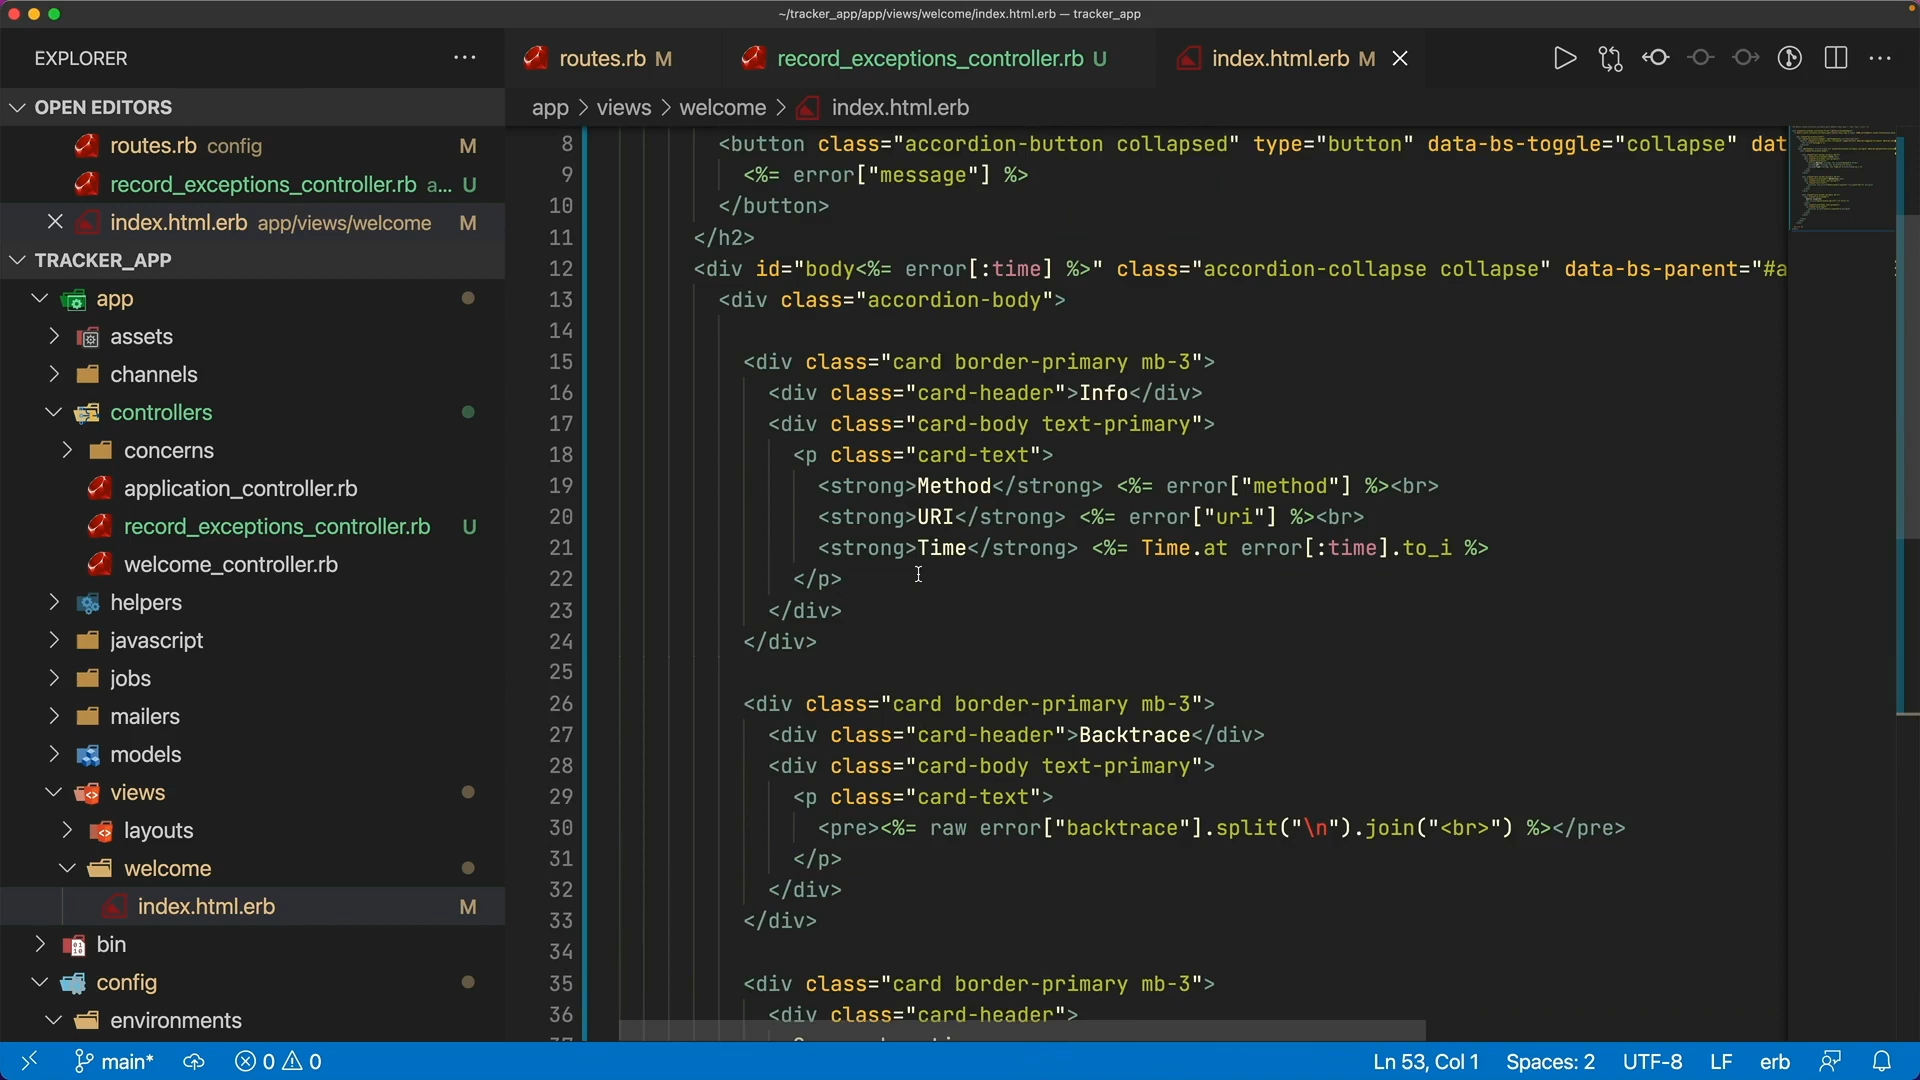 ~/tracker_app/app/views/welcome/index.html.erb — tracker_app
EXPLORER
OPEN EDITORS
routes.rb config M
record_exceptions_controller.rb a... U
index.html.erb app/views/welcome M
TRACKER_APP
app
assets
channels
controllers
concerns
application_controller.rb
record_exceptions_controller.rb U
welcome_controller.rb
helpers
javascript
jobs
mailers
models
views
layouts
welcome
index.html.erb M
bin
config
environments
routes.rb M
record_exceptions_controller.rb U
index.html.erb M
app > views > welcome > index.html.erb
8 <button class="accordion-button collapsed" type="button" data-bs-toggle="collapse" dat
9 <%= error["message"] %>
10 </button>
11 </h2>
12 <div id="body<%= error[:time] %>" class="accordion-collapse collapse" data-bs-parent="#a
13 <div class="accordion-body">
14
15 <div class="card border-primary mb-3">
16 <div class="card-header">Info</div>
17 <div class="card-body text-primary">
18 <p class="card-text">
19 <strong>Method</strong> <%= error["method"] %><br>
20 <strong>URI</strong> <%= error["uri"] %><br>
21 <strong>Time</strong> <%= Time.at error[:time].to_i %>
22 </p>
23 </div>
24 </div>
25
26 <div class="card border-primary mb-3">
27 <div class="card-header">Backtrace</div>
28 <div class="card-body text-primary">
29 <p class="card-text">
30 <pre><%= raw error["backtrace"].split("\n").join("<br>") %></pre>
31 </p>
32 </div>
33 </div>
34
35 <div class="card border-primary mb-3">
36 <div class="card-header">
main* 0 0
Ln 53, Col 1 Spaces: 2 UTF-8 LF erb